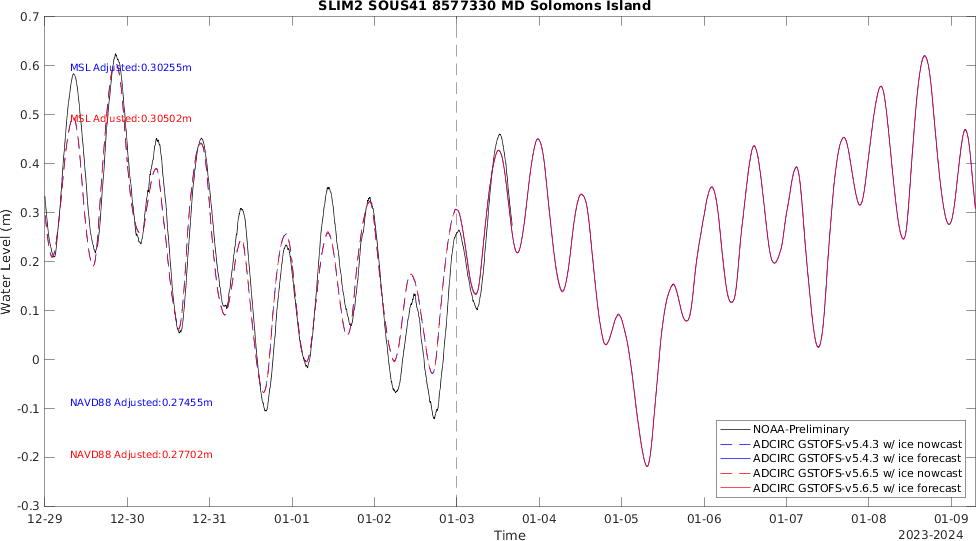 SLIM2 SOUS41 8577330 MD Solomons Island
0.7
0.6
0.5
0.4
0.3
0.2
0.1
0
-0.1
-0.2
-0.3
Water Level (m)
MSL Adjusted:0.30255m
MSL Adjusted:0.30502m
NAVD88 Adjusted:0.27455m
NAVD88 Adjusted:0.27702m
NOAA-Preliminary
ADCIRC GSTOFS-v5.4.3 w/ ice nowcast
ADCIRC GSTOFS-v5.4.3 w/ ice forecast
ADCIRC GSTOFS-v5.6.5 w/ ice nowcast
ADCIRC GSTOFS-v5.6.5 w/ ice forecast
12-29 12-30 12-31 01-01 01-02 01-03 01-04 01-05 01-06 01-07 01-08 01-09
Time
2023-2024